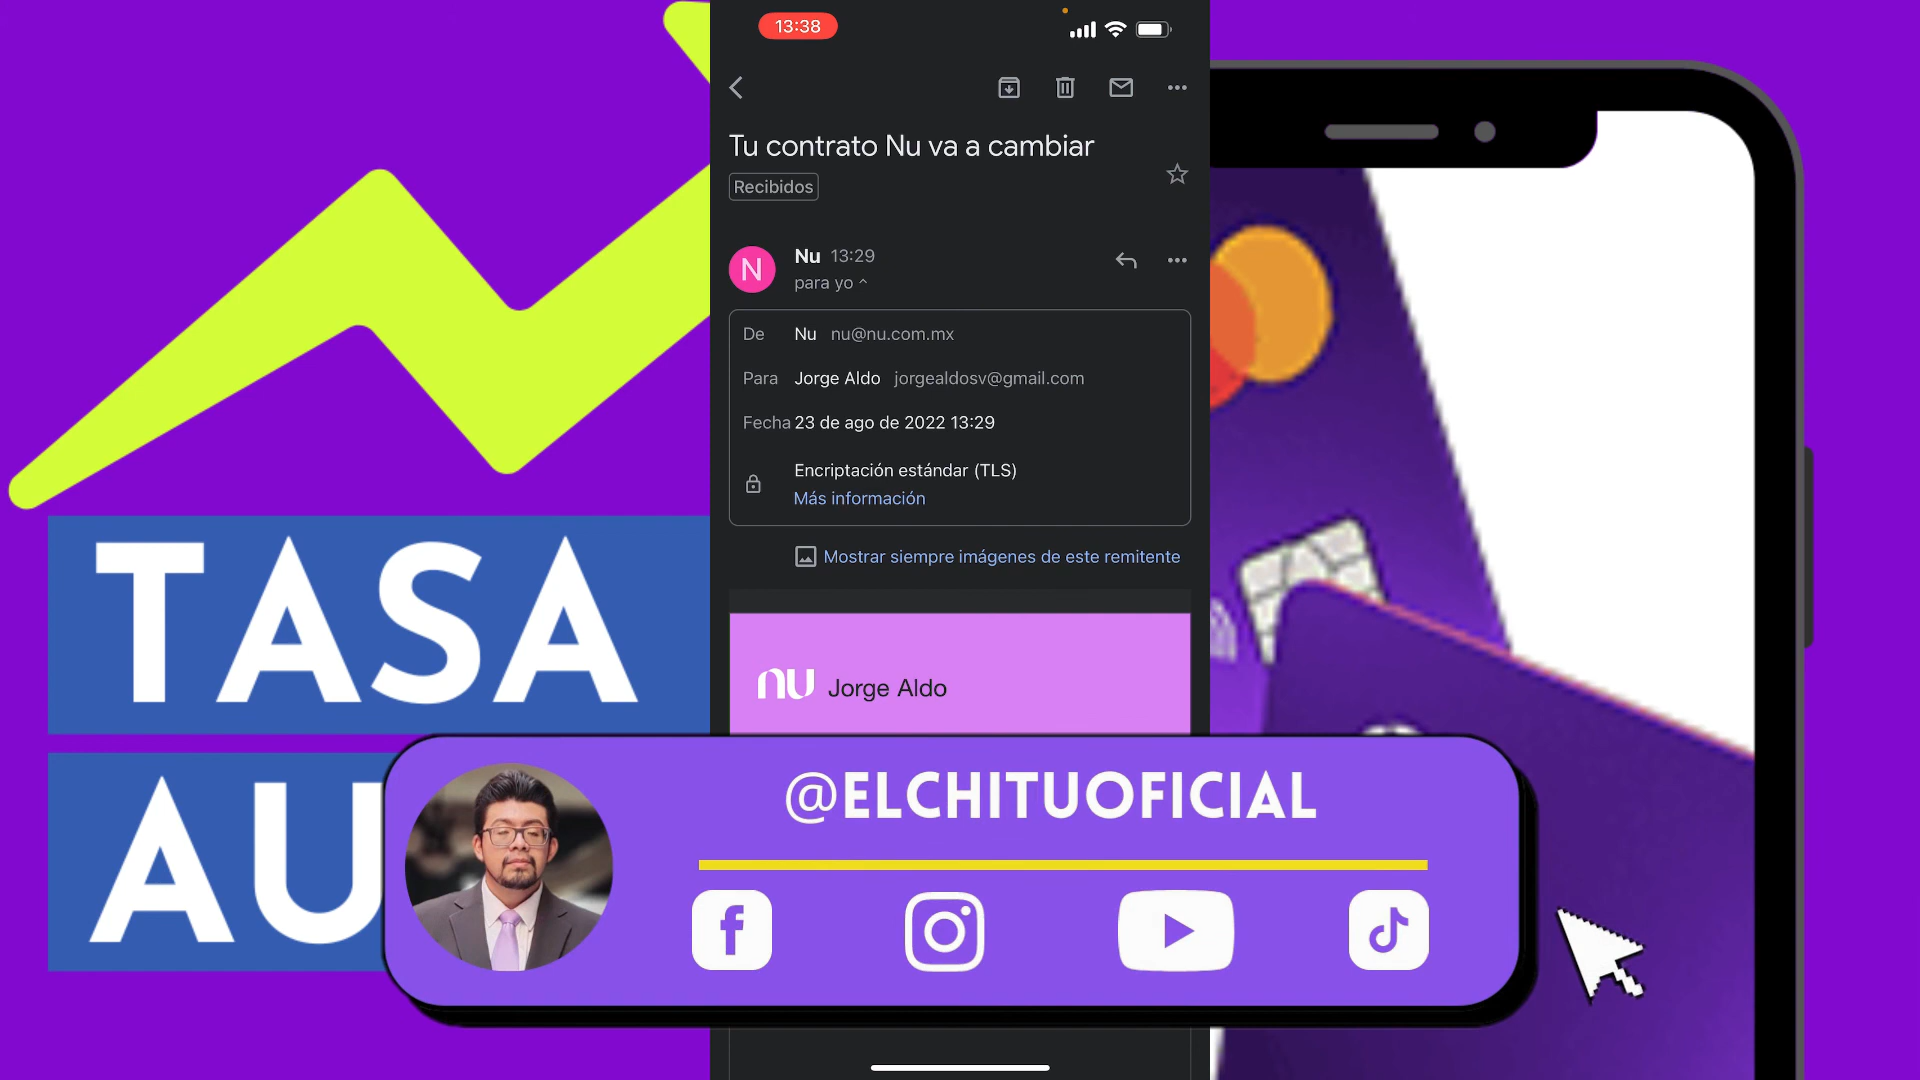 13:38
Tu contrato Nu va a cambiar
Recibidos
N
Nu 13:29
para yo
De Nu nu@nu.com.mx
Para Jorge Aldo jorgealdosv@gmail.com
Fecha 23 de ago de 2022 13:29
Encriptación estándar (TLS)
Más información
Mostrar siempre imágenes de este remitente
nu Jorge Aldo
TASA
AU
@ELCHITUOFICIAL